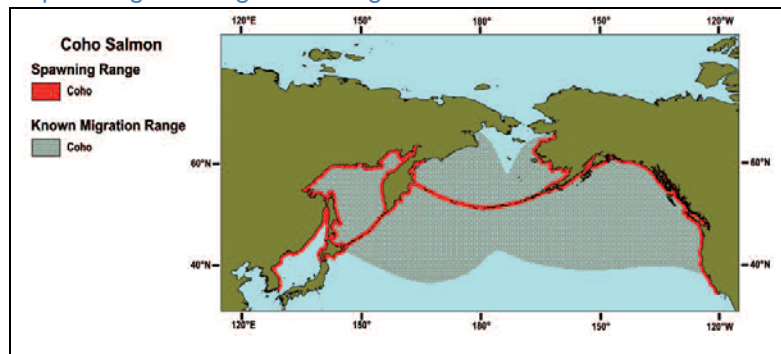 120°E 150° 180° 150° 120°W
Coho Salmon
Spawning Range
Coho
Known Migration Range
Coho
60°N 60°N
40°N 40°N
120°E 150° 180° 150° 120°W